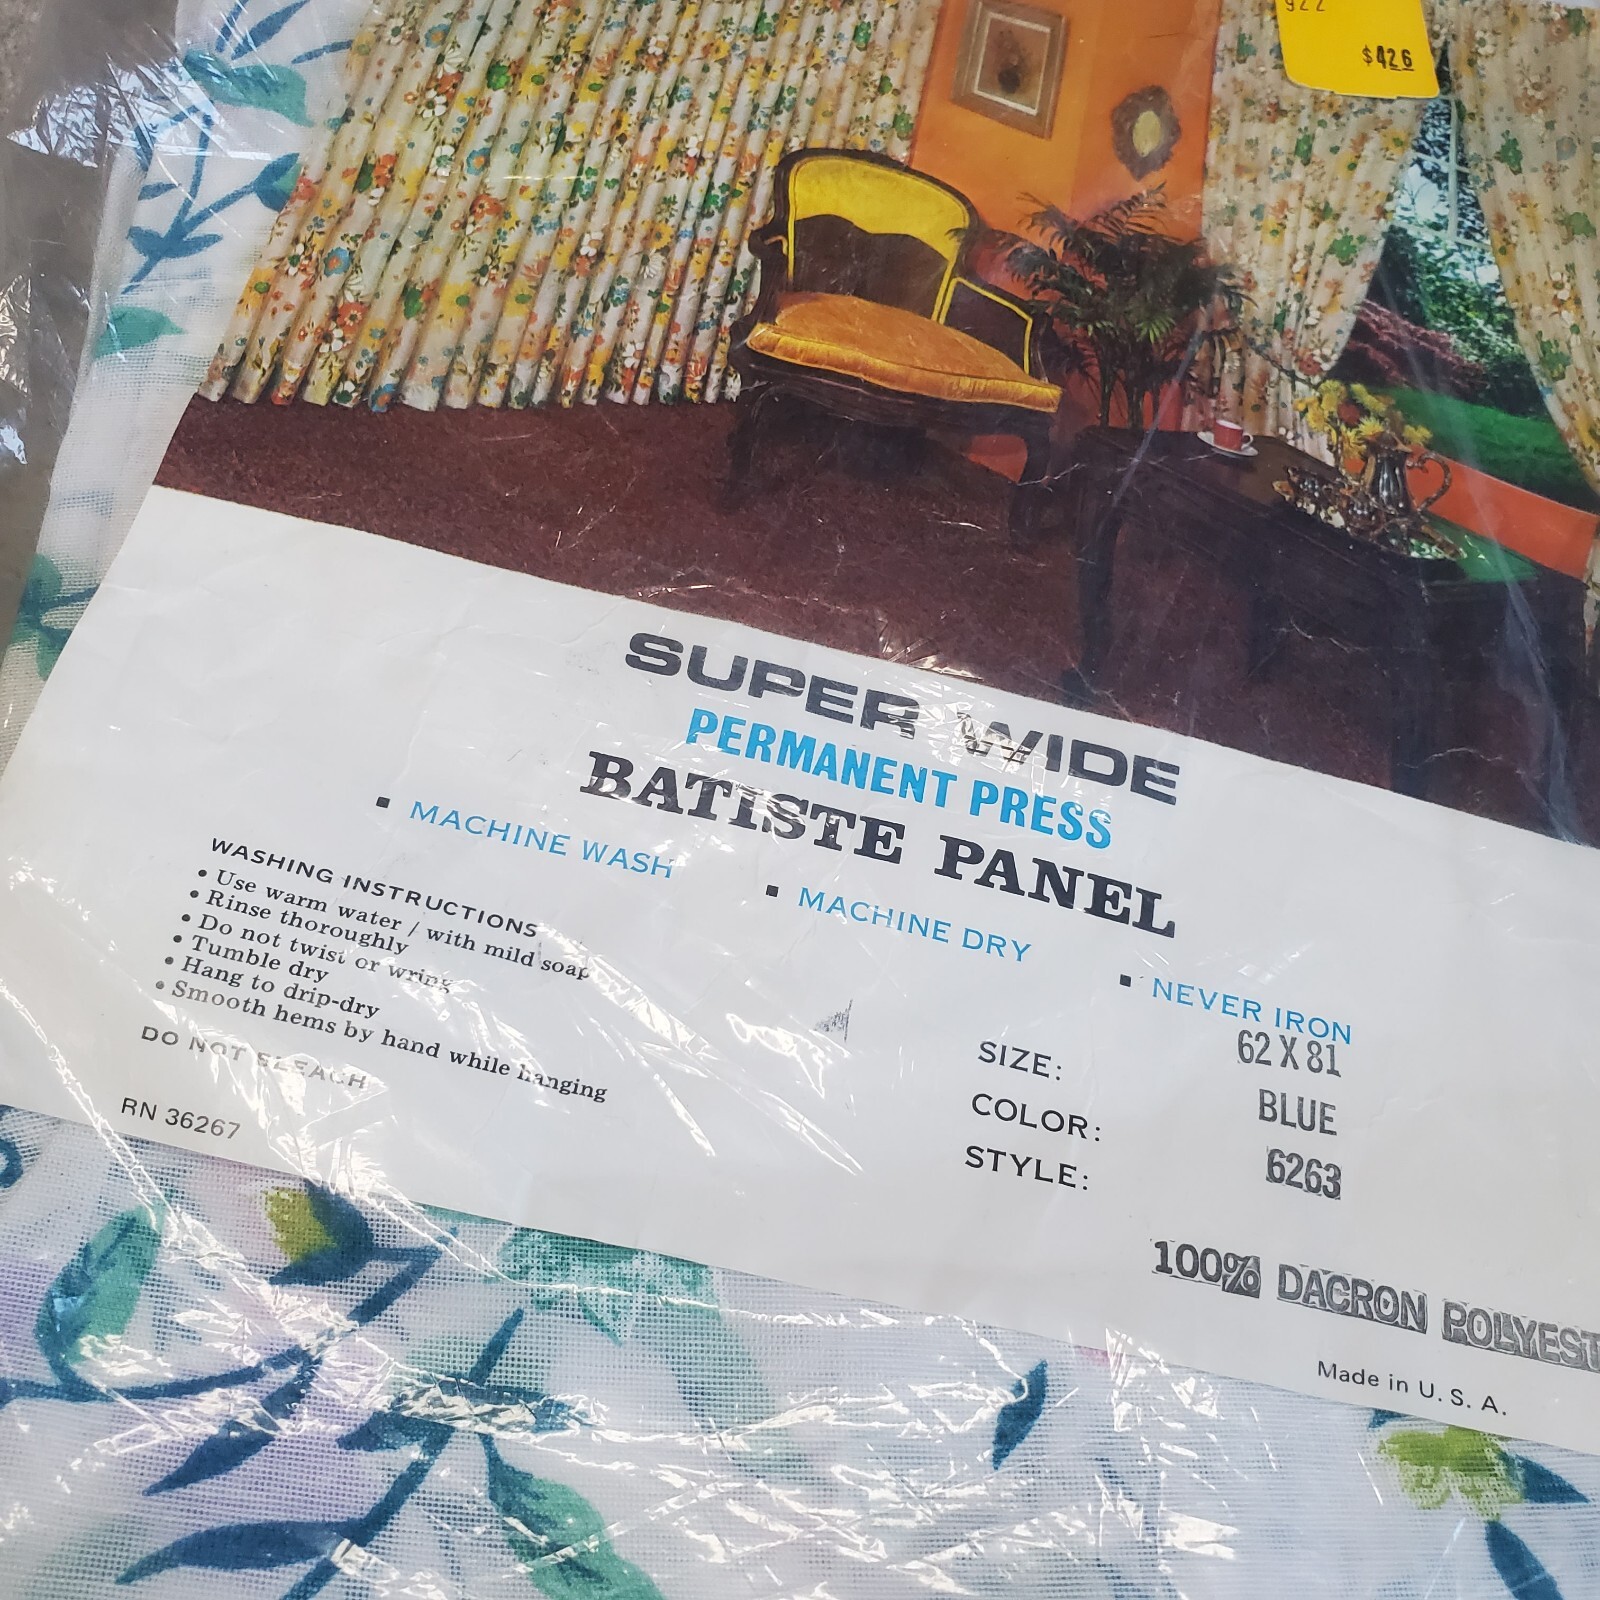 922
$4.26
SUPER WIDE
PERMANENT PRESS
BATISTE PANEL
▪ MACHINE WASH ▪ MACHINE DRY ▪ NEVER IRON
WASHING INSTRUCTIONS
• Use warm water / with mild soap
• Rinse thoroughly
• Do not twist or wring
• Tumble dry
• Hang to drip-dry
• Smooth hems by hand while hanging
DO NOT BLEACH
RN 36267
SIZE: 62 X 81
COLOR: BLUE
STYLE: 6263
100% DACRON POLYEST
Made in U. S. A.